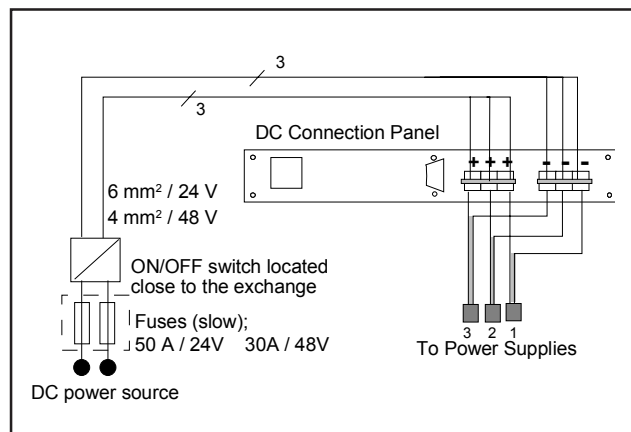 3
3
DC Connection Panel
+ + + - - -
6 mm² / 24 V
4 mm² / 48 V
ON/OFF switch located
close to the exchange
Fuses (slow);
50 A / 24V 30A / 48V
3 2 1
To Power Supplies
DC power source